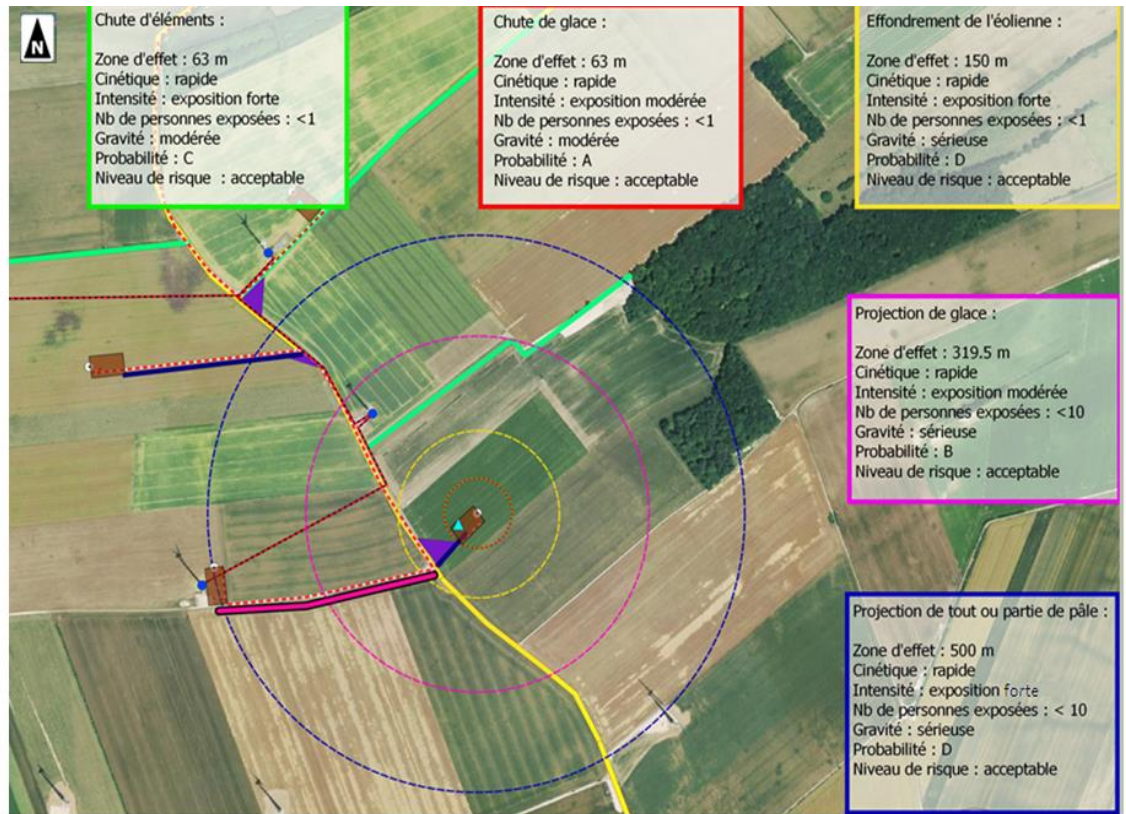 N
Chute d'éléments :
Zone d'effet : 63 m
Cinétique : rapide
Intensité : exposition forte
Nb de personnes exposées : <1
Gravité : modérée
Probabilité : C
Niveau de risque  : acceptable
Chute de glace :
Zone d'effet : 63 m
Cinétique : rapide
Intensité : exposition modérée
Nb de personnes exposées : <1
Gravité : modérée
Probabilité : A
Niveau de risque : acceptable
Effondrement de l'éolienne :
Zone d'effet : 150 m
Cinétique : rapide
Intensité : exposition forte
Nb de personnes exposées : <1
Gravité : sérieuse
Probabilité : D
Niveau de risque : acceptable
Projection de glace :
Zone d'effet : 319.5 m
Cinétique : rapide
Intensité : exposition modérée
Nb de personnes exposées : <10
Gravité : sérieuse
Probabilité : B
Niveau de risque : acceptable
Projection de tout ou partie de pâle :
Zone d'effet : 500 m
Cinétique : rapide
Intensité : exposition forte
Nb de personnes exposées : < 10
Gravité : sérieuse
Probabilité : D
Niveau de risque : acceptable